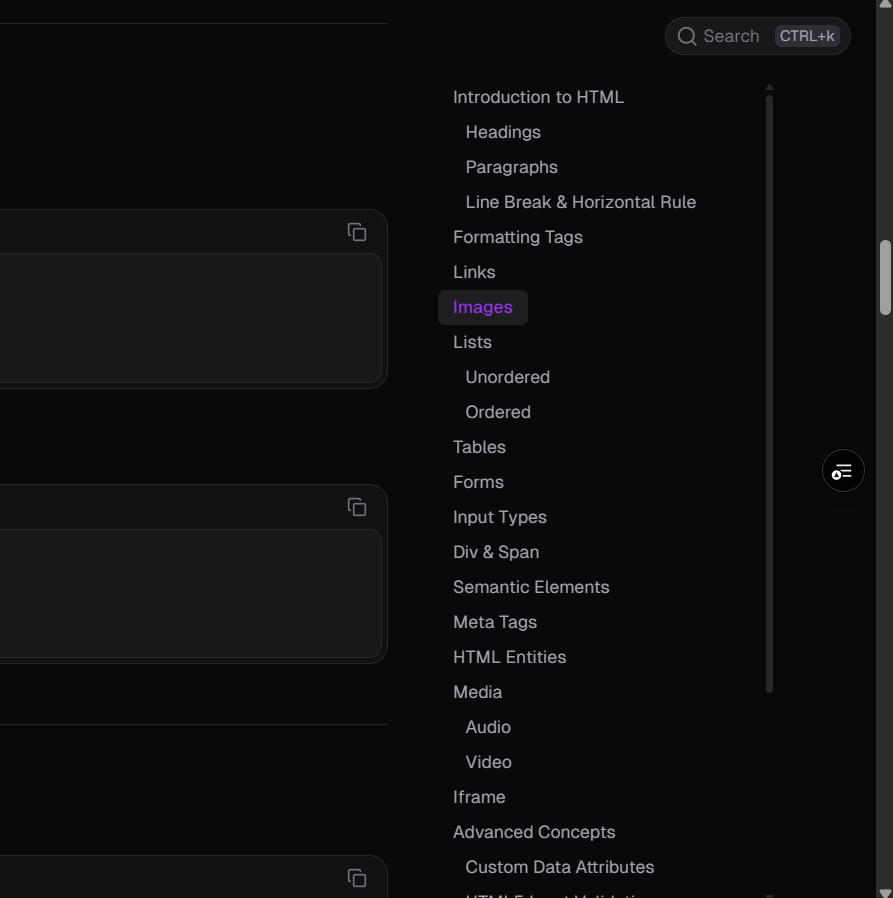 Search CTRL+k
Introduction to HTML
Headings
Paragraphs
Line Break & Horizontal Rule
Formatting Tags
Links
Images
Lists
Unordered
Ordered
Tables
Forms
Input Types
Div & Span
Semantic Elements
Meta Tags
HTML Entities
Media
Audio
Video
Iframe
Advanced Concepts
Custom Data Attributes